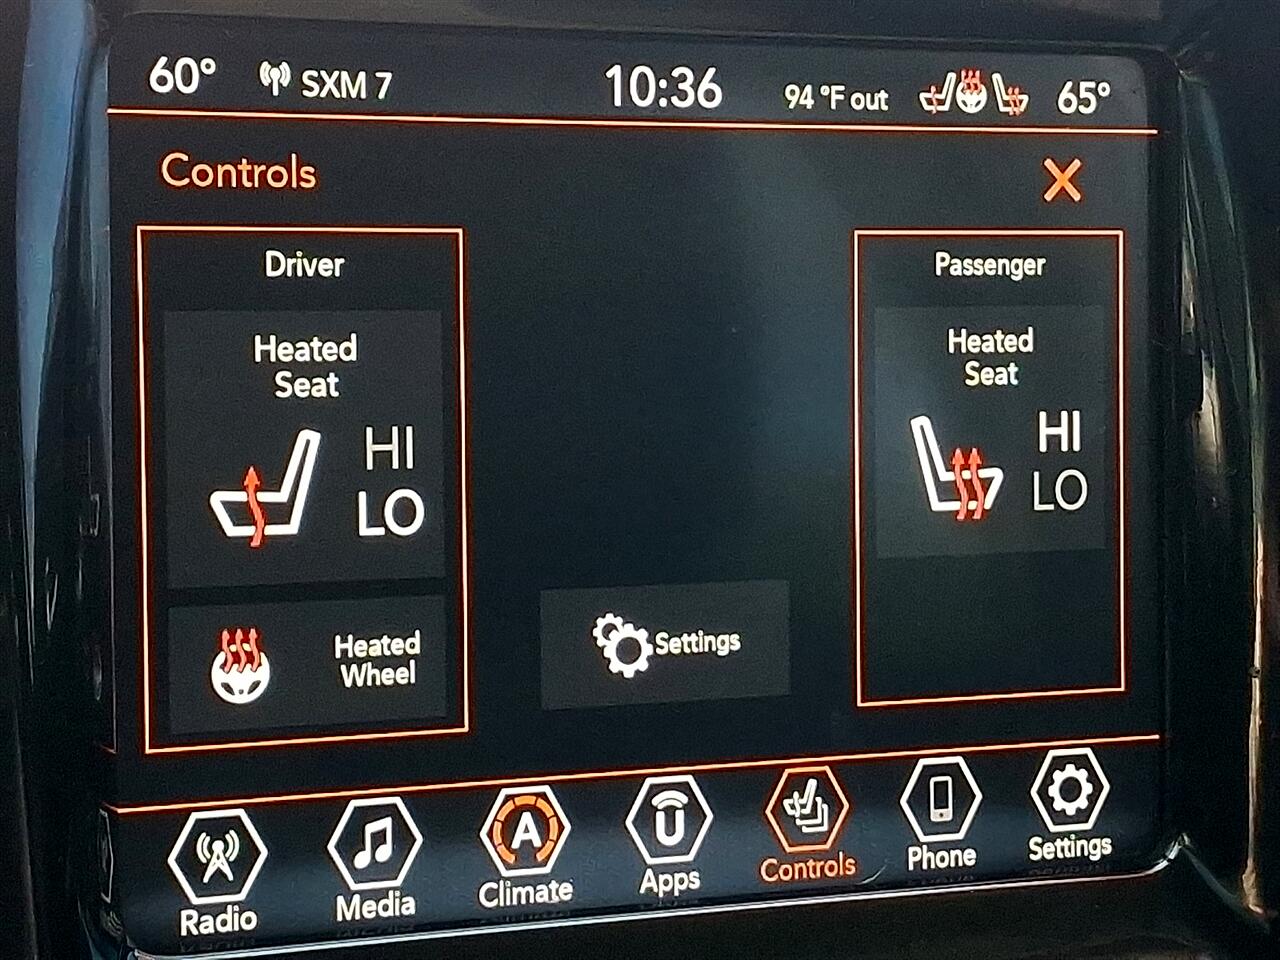 60° SXM 7 10:36 94 °F out 65°
Controls X
Driver
Heated
Seat
HI
LO
Heated
Wheel
Settings
Passenger
Heated
Seat
HI
LO
Radio Media A Climate U Apps Controls Phone Settings